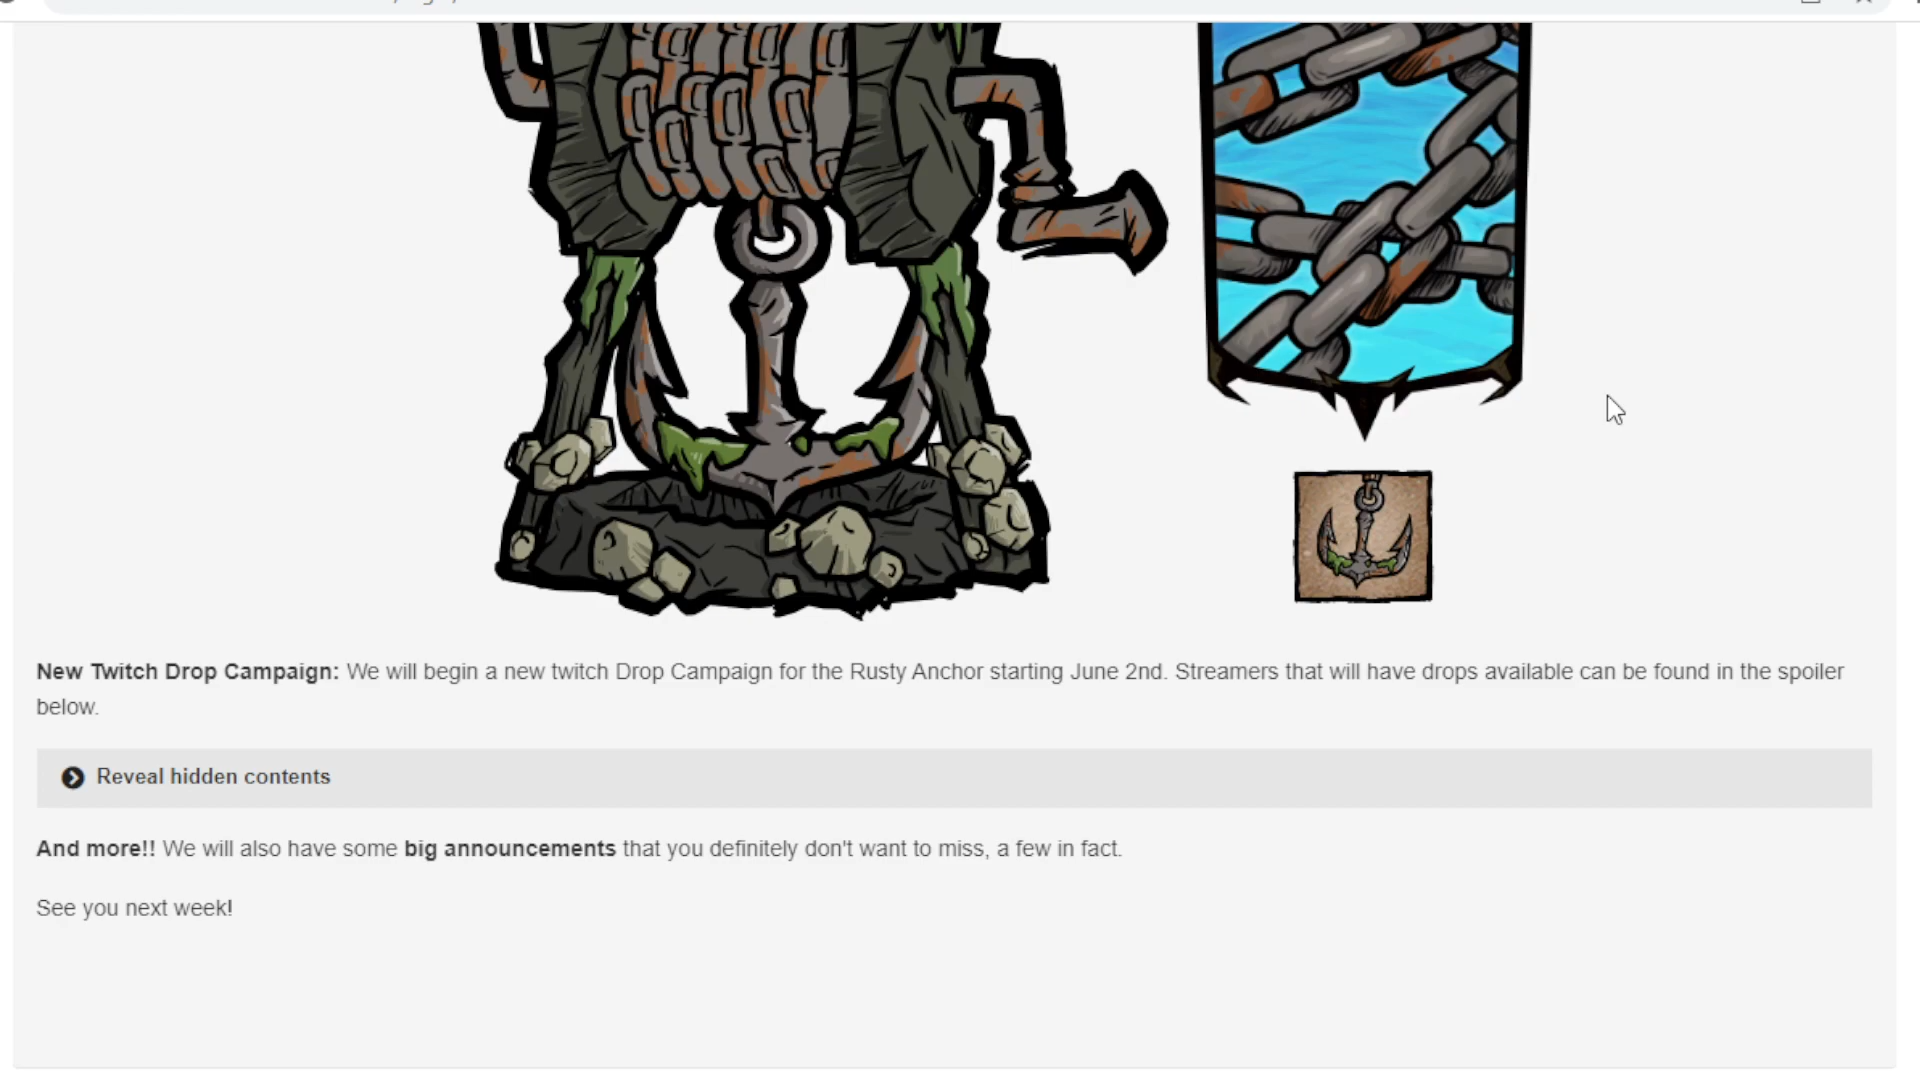 New Twitch Drop Campaign: We will begin a new twitch Drop Campaign for the Rusty Anchor starting June 2nd. Streamers that will have drops available can be found in the spoiler
below.
Reveal hidden contents
And more!! We will also have some big announcements that you definitely don't want to miss, a few in fact.
See you next week!